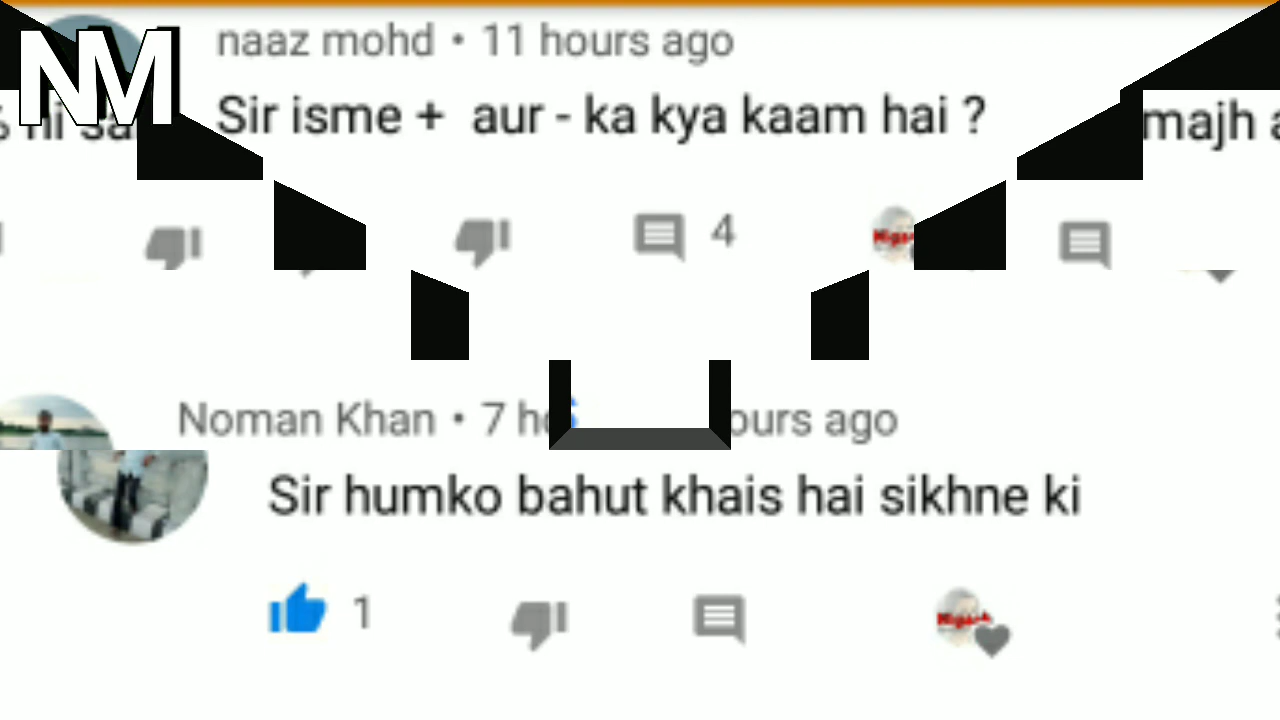 NM
naaz mohd • 11 hours ago
Sir isme + aur - ka kya kaam hai ?
majh
4
Noman Khan • 7 ho
ours ago
Sir humko bahut khais hai sikhne ki
1